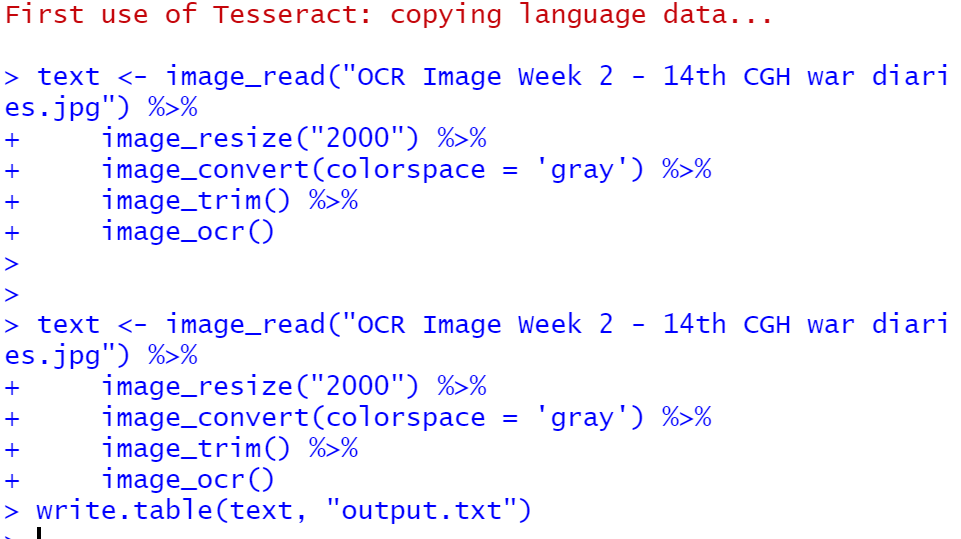 First use of Tesseract: copying language data...
> text <- image_read("OCR Image Week 2 - 14th CGH war diari
es.jpg") %>%
+     image_resize("2000") %>%
+     image_convert(colorspace = 'gray') %>%
+     image_trim() %>%
+     image_ocr()
>
>
> text <- image_read("OCR Image Week 2 - 14th CGH war diari
es.jpg") %>%
+     image_resize("2000") %>%
+     image_convert(colorspace = 'gray') %>%
+     image_trim() %>%
+     image_ocr()
> write.table(text, "output.txt")
>